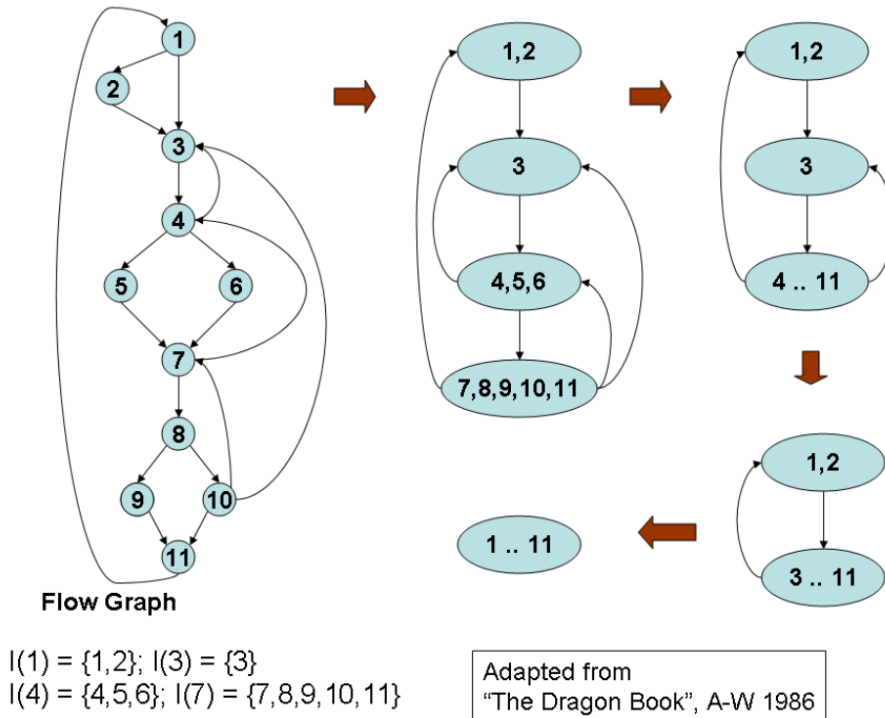 1
2
3
4
5
6
7
8
9
10
11
Flow Graph
1,2
3
4,5,6
7,8,9,10,11
1,2
3
4 .. 11
1,2
3 .. 11
1 .. 11
I(1) = {1,2}; I(3) = {3}
I(4) = {4,5,6}; I(7) = {7,8,9,10,11}
Adapted from
“The Dragon Book”, A-W 1986